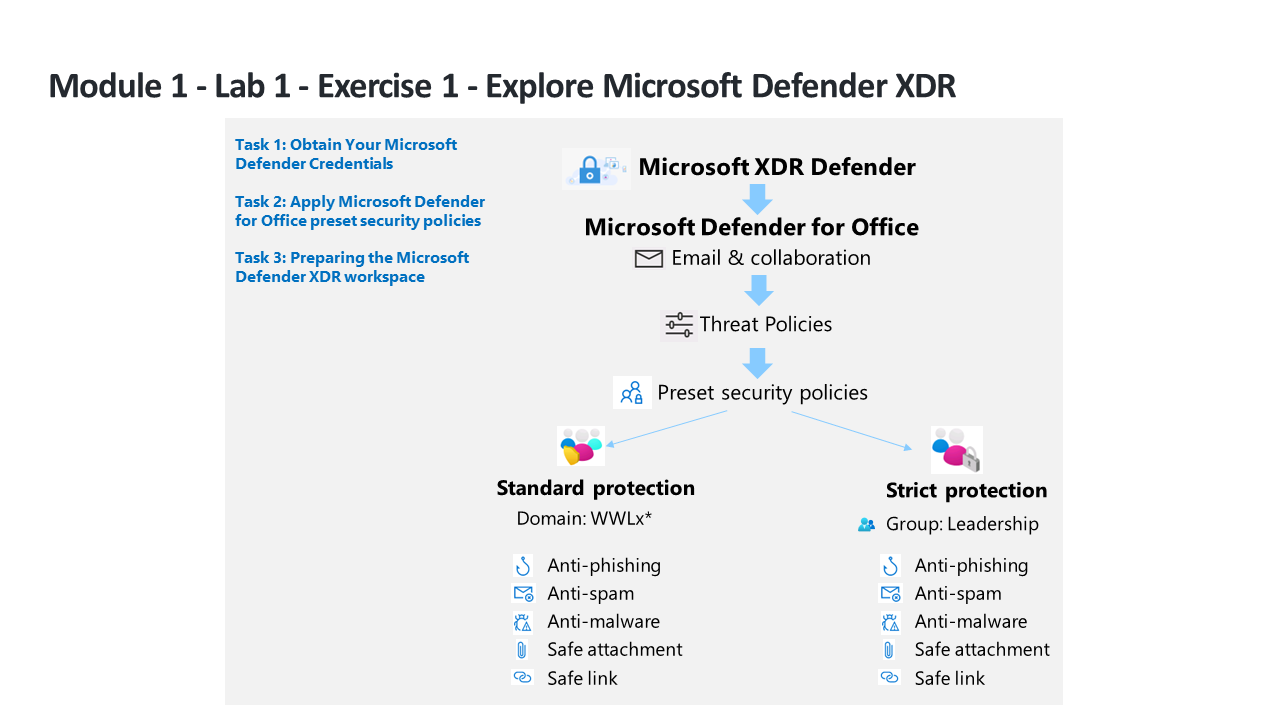 Module 1 - Lab 1 - Exercise 1 - Explore Microsoft Defender XDR
Task 1: Obtain Your Microsoft
Defender Credentials
Task 2: Apply Microsoft Defender
for Office preset security policies
Task 3: Preparing the Microsoft
Defender XDR workspace
Microsoft XDR Defender
Microsoft Defender for Office
Email & collaboration
Threat Policies
Preset security policies
Standard protection
Domain: WWLx*
Anti-phishing
Anti-spam
Anti-malware
Safe attachment
Safe link
Strict protection
Group: Leadership
Anti-phishing
Anti-spam
Anti-malware
Safe attachment
Safe link